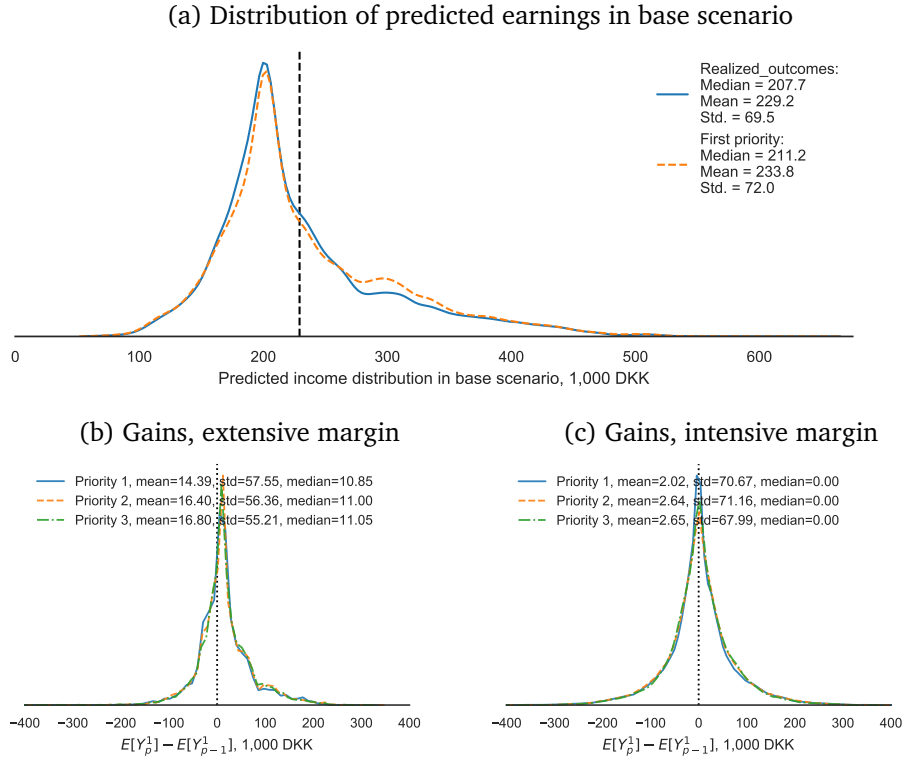 (a) Distribution of predicted earnings in base scenario
Realized_outcomes:
Median = 207.7
Mean = 229.2
Std. = 69.5
First priority:
Median = 211.2
Mean = 233.8
Std. = 72.0
0 100 200 300 400 500 600
Predicted income distribution in base scenario, 1,000 DKK
(b) Gains, extensive margin
Priority 1, mean=14.39, std=57.55, median=10.85
Priority 2, mean=16.40, std=56.36, median=11.00
Priority 3, mean=16.80, std=55.21, median=11.05
−400 −300 −200 −100 0 100 200 300 400
E[Y_p^1] − E[Y_{p−1}^1], 1,000 DKK
(c) Gains, intensive margin
Priority 1, mean=2.02, std=70.67, median=0.00
Priority 2, mean=2.64, std=71.16, median=0.00
Priority 3, mean=2.65, std=67.99, median=0.00
−400 −300 −200 −100 0 100 200 300 400
E[Y_p^1] − E[Y_{p−1}^1], 1,000 DKK